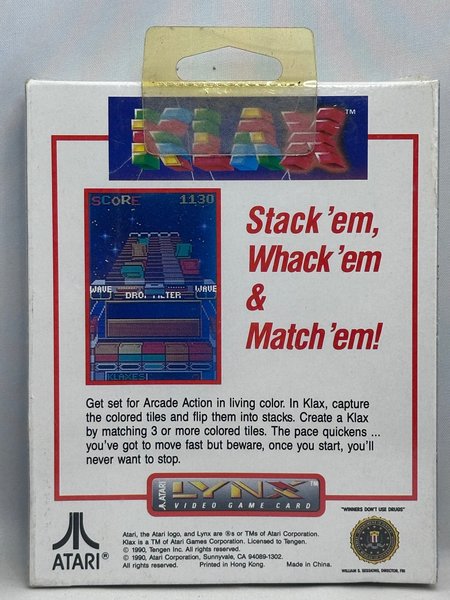 KLAX™
SCORE 1130
WAVE WAVE
DROP METER
KLAXES
Stack 'em,
Whack 'em
&
Match 'em!
Get set for Arcade Action in living color. In Klax, capture
the colored tiles and flip them into stacks. Create a Klax
by matching 3 or more colored tiles. The pace quickens ...
you've got to move fast but beware, once you start, you'll
never want to stop.
ATARI LYNX™
VIDEO GAME CARD
ATARI®
Atari, the Atari logo, and Lynx are ®s or TMs of Atari Corporation.
Klax is a TM of Atari Games Corporation. Licensed to Tengen.
© 1990, Tengen Inc. All rights reserved.
© 1990, Atari Corporation, Sunnyvale, CA 94089-1302.
All rights reserved. Printed in Hong Kong. Made in China.
"WINNERS DON'T USE DRUGS"
WILLIAM S. SESSIONS, DIRECTOR, FBI